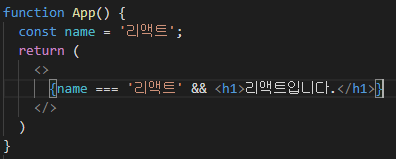 function App() {
  const name = '리액트';
  return (
    <>
      {name === '리액트' && <h1>리액트입니다.</h1>}
    </>
  )
}